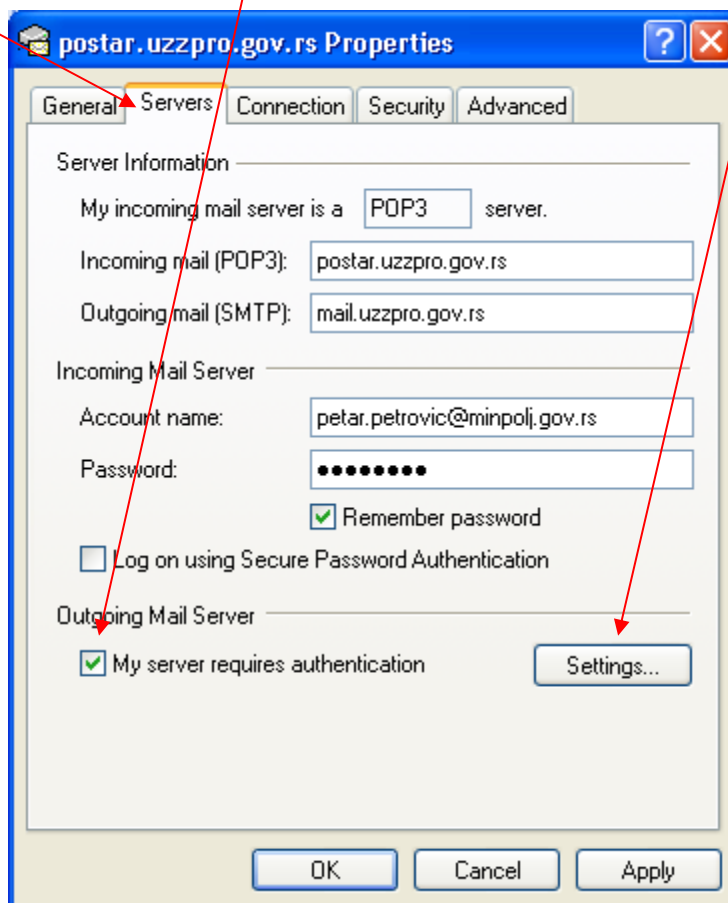 postar.uzzpro.gov.rs Properties
General Servers Connection Security Advanced
Server Information
My incoming mail server is a POP3 server.
Incoming mail (POP3): postar.uzzpro.gov.rs
Outgoing mail (SMTP): mail.uzzpro.gov.rs
Incoming Mail Server
Account name: petar.petrovic@minpolj.gov.rs
Password: ●●●●●●●●
Remember password
Log on using Secure Password Authentication
Outgoing Mail Server
My server requires authentication Settings...
OK Cancel Apply